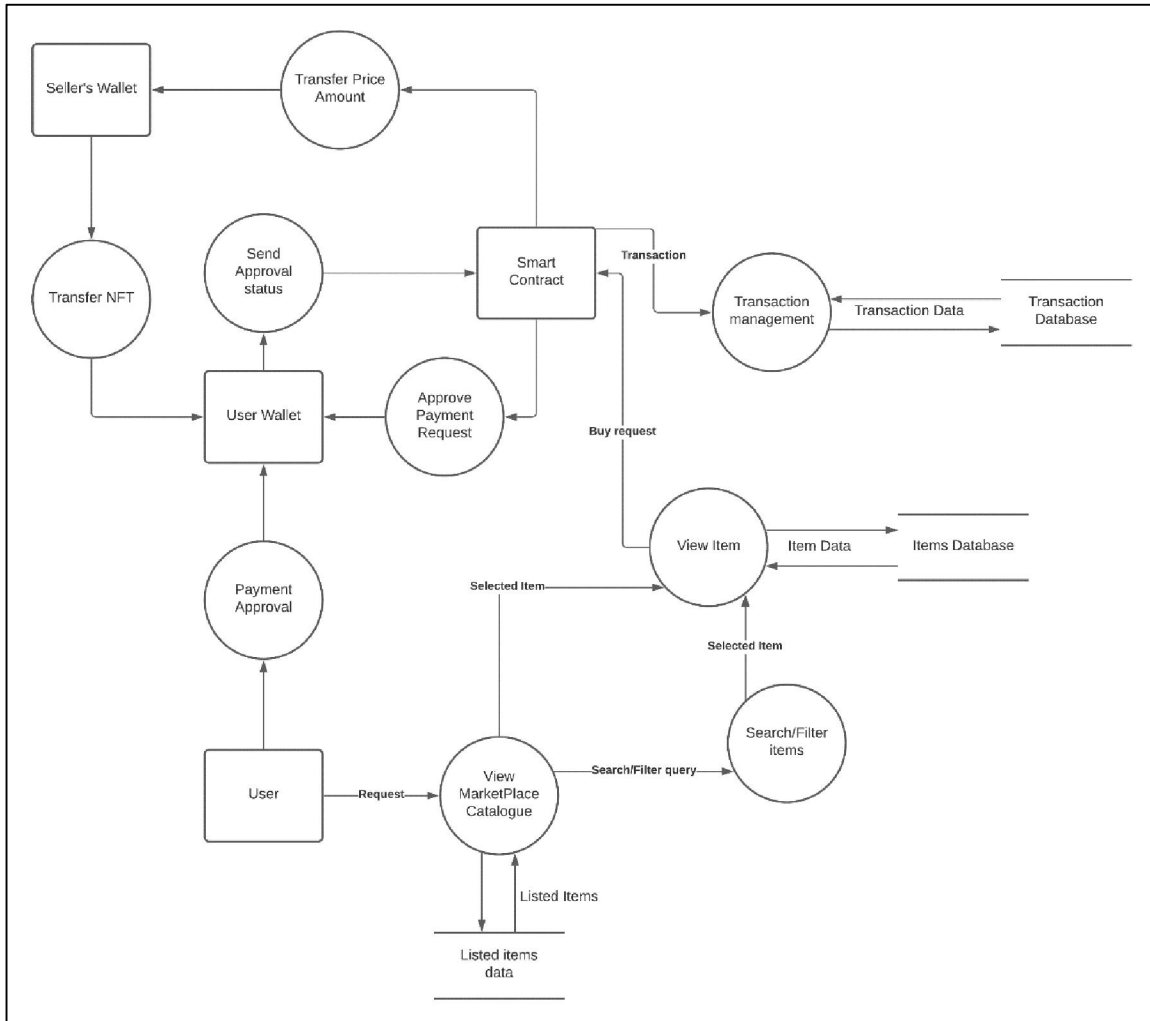 Seller's Wallet
Transfer Price
Amount
Send
Approval
status
Smart
Contract
Transaction
Transfer NFT
Transaction
management
Transaction Data
Transaction
Database
User Wallet
Approve
Payment
Request
Buy request
View Item
Item Data
Items Database
Payment
Approval
Selected Item
Selected Item
Search/Filter
items
User
Request
View
MarketPlace
Catalogue
Search/Filter query
Listed Items
Listed items
data